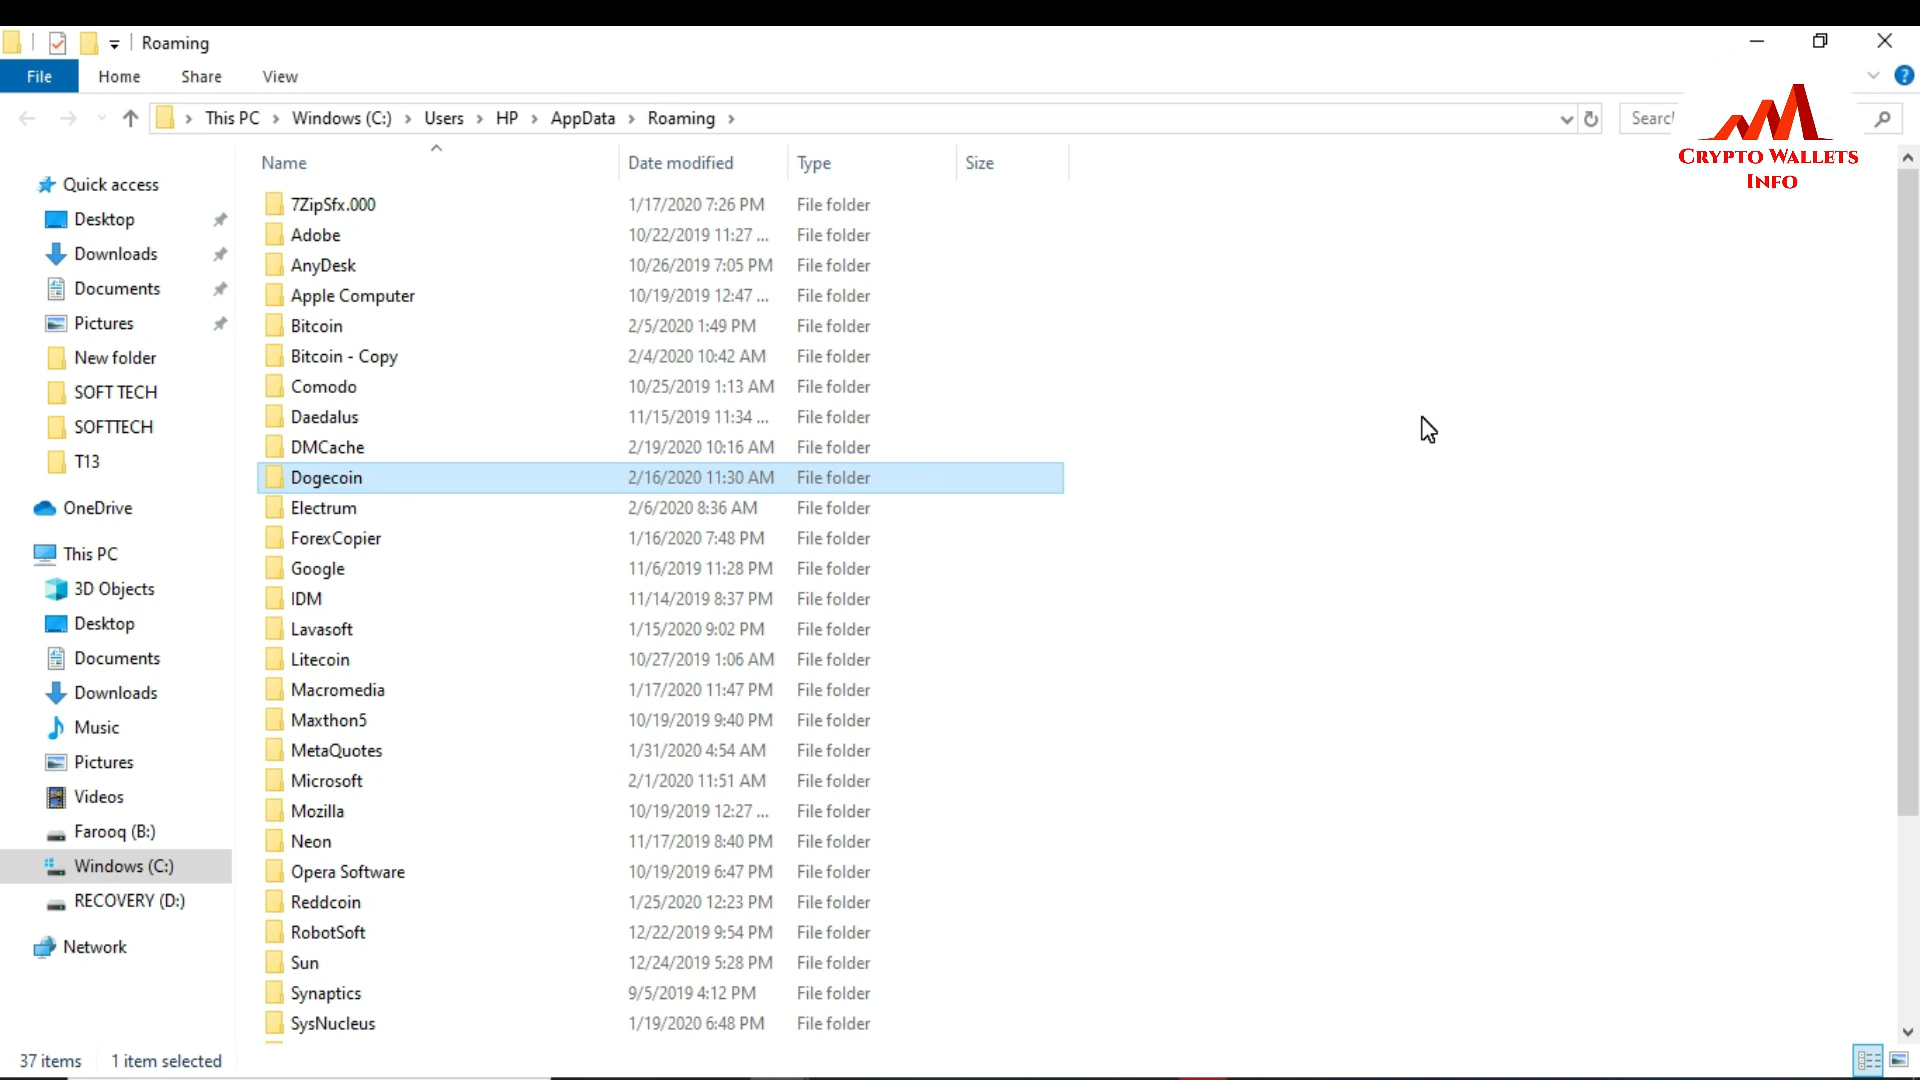 Roaming
File Home Share View
This PC > Windows (C:) > Users > HP > AppData > Roaming >
Searc
CRYPTO WALLETS
INFO
Name Date modified Type Size
Quick access
Desktop
Downloads
Documents
Pictures
New folder
SOFT TECH
SOFTTECH
T13
OneDrive
This PC
3D Objects
Desktop
Documents
Downloads
Music
Pictures
Videos
Farooq (B:)
Windows (C:)
RECOVERY (D:)
Network
7ZipSfx.000 1/17/2020 7:26 PM File folder
Adobe 10/22/2019 11:27 ... File folder
AnyDesk 10/26/2019 7:05 PM File folder
Apple Computer 10/19/2019 12:47 ... File folder
Bitcoin 2/5/2020 1:49 PM File folder
Bitcoin - Copy 2/4/2020 10:42 AM File folder
Comodo 10/25/2019 1:13 AM File folder
Daedalus 11/15/2019 11:34 ... File folder
DMCache 2/19/2020 10:16 AM File folder
Dogecoin 2/16/2020 11:30 AM File folder
Electrum 2/6/2020 8:36 AM File folder
ForexCopier 1/16/2020 7:48 PM File folder
Google 11/6/2019 11:28 PM File folder
IDM 11/14/2019 8:37 PM File folder
Lavasoft 1/15/2020 9:02 PM File folder
Litecoin 10/27/2019 1:06 AM File folder
Macromedia 1/17/2020 11:47 PM File folder
Maxthon5 10/19/2019 9:40 PM File folder
MetaQuotes 1/31/2020 4:54 AM File folder
Microsoft 2/1/2020 11:51 AM File folder
Mozilla 10/19/2019 12:27 ... File folder
Neon 11/17/2019 8:40 PM File folder
Opera Software 10/19/2019 6:47 PM File folder
Reddcoin 1/25/2020 12:23 PM File folder
RobotSoft 12/22/2019 9:54 PM File folder
Sun 12/24/2019 5:28 PM File folder
Synaptics 9/5/2019 4:12 PM File folder
SysNucleus 1/19/2020 6:48 PM File folder
37 items 1 item selected